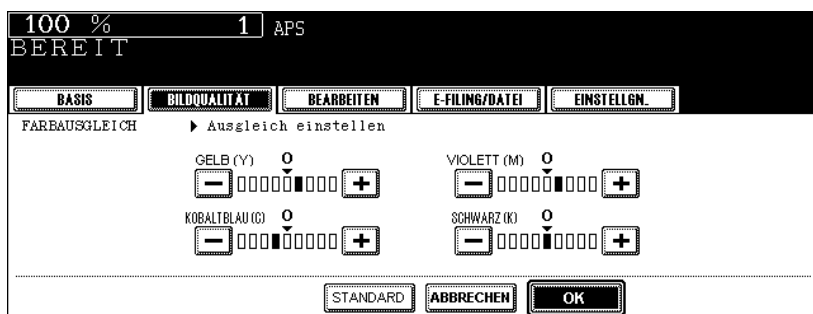 100 % 1 APS
BEREIT
BASIS BILDQUALITÄT BEARBEITEN E-FILING/DATEI EINSTELLGN.
FARBAUSGLEICH ▶ Ausgleich einstellen
GELB (Y) 0 VIOLETT (M) 0
− + − +
KOBALTBLAU (C) 0 SCHWARZ (K) 0
− + − +
STANDARD ABBRECHEN OK